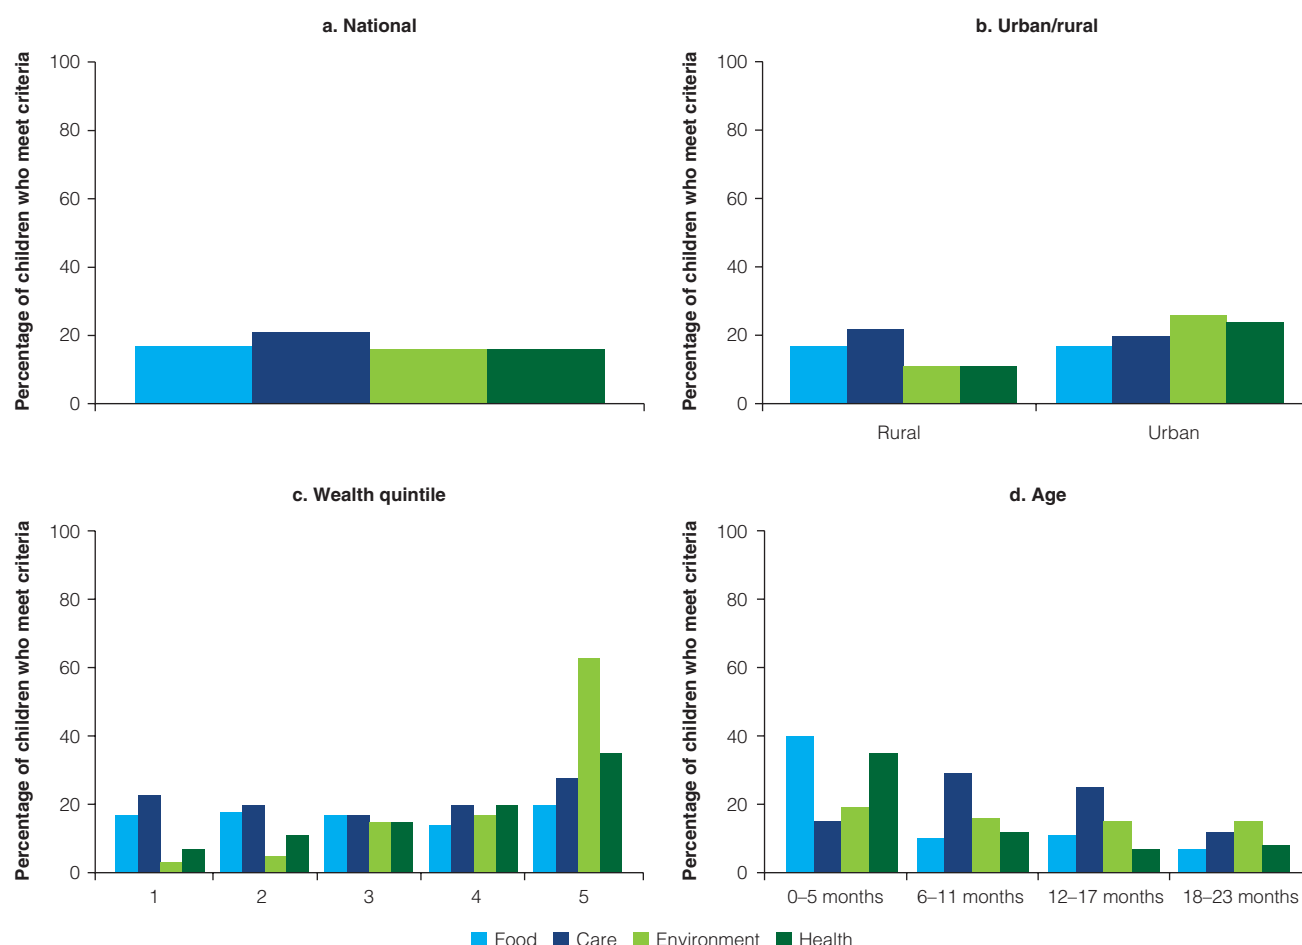 a. National
Percentage of children who meet criteria
100
80
60
40
20
0
b. Urban/rural
Percentage of children who meet criteria
100
80
60
40
20
0
Rural Urban
c. Wealth quintile
Percentage of children who meet criteria
100
80
60
40
20
0
1 2 3 4 5
d. Age
Percentage of children who meet criteria
100
80
60
40
20
0
0–5 months 6–11 months 12–17 months 18–23 months
Food Care Environment Health